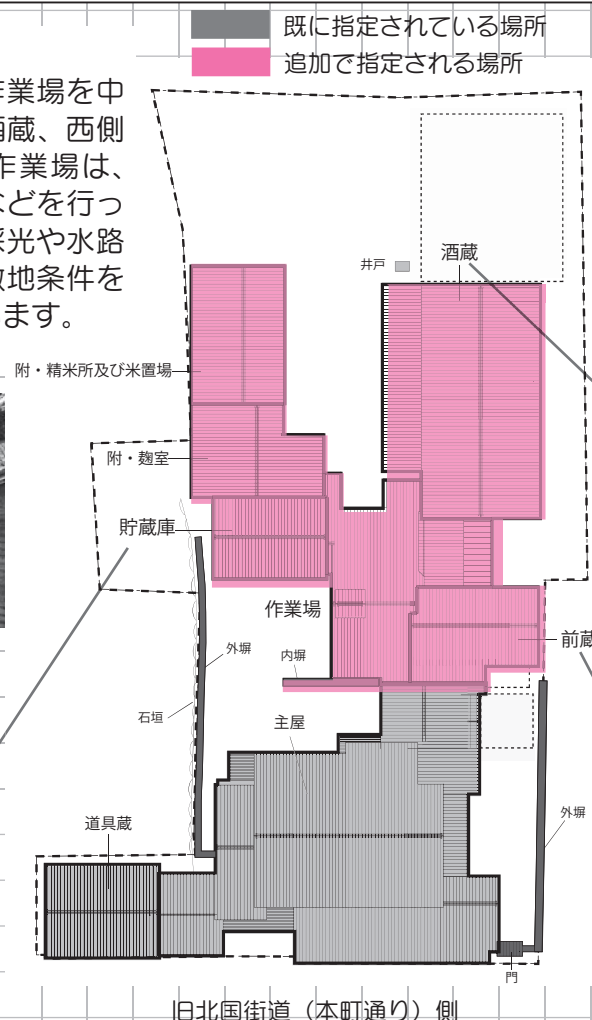 既に指定されている場所
追加で指定される場所
作業場を中
酒蔵、西側
作業場は、
などを行っ
採光や水路
敷地条件を
ます。
井戸
酒蔵
附・精米所及び米置場
附・麹室
貯蔵庫
作業場
前蔵
外塀
内塀
石垣
主屋
道具蔵
外塀
門
旧北国街道（本町通り）側